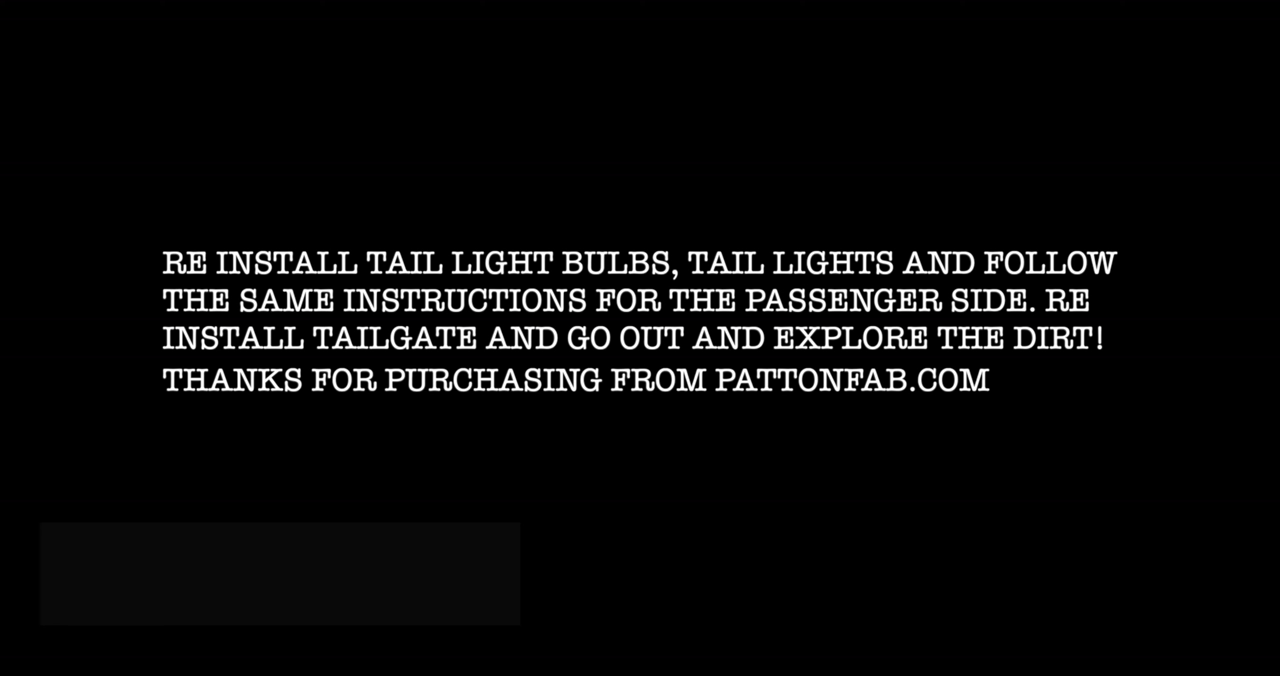 RE INSTALL TAIL LIGHT BULBS, TAIL LIGHTS AND FOLLOW
THE SAME INSTRUCTIONS FOR THE PASSENGER SIDE. RE
INSTALL TAILGATE AND GO OUT AND EXPLORE THE DIRT!
THANKS FOR PURCHASING FROM PATTONFAB.COM